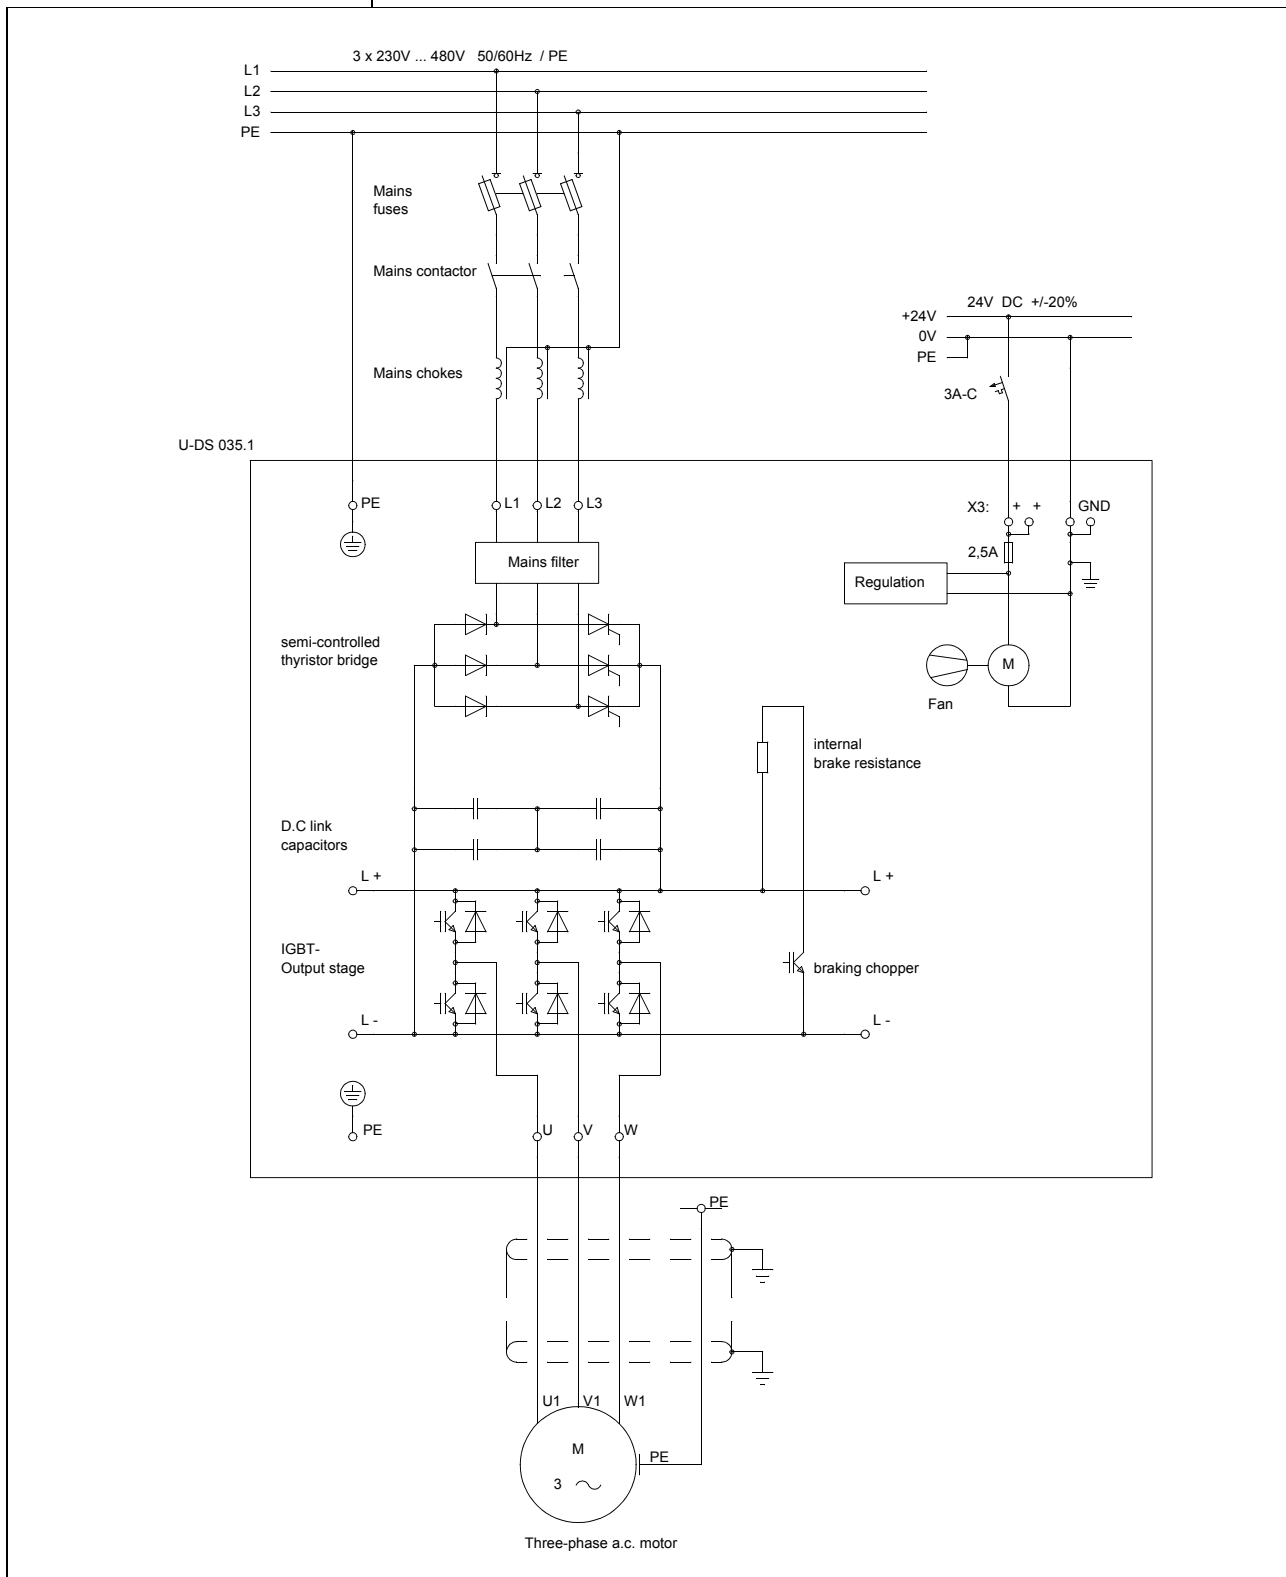 3 x 230V ... 480V 50/60Hz / PE
L1
L2
L3
PE
Mains
fuses
Mains contactor
24V DC +/-20%
+24V
0V
PE
Mains chokes
3A-C
U-DS 035.1
PE
L1
L2
L3
X3:
+
+
GND
Mains filter
2,5A
Regulation
semi-controlled
thyristor bridge
M
Fan
internal
brake resistance
D.C link
capacitors
L +
L +
IGBT-
Output stage
braking chopper
L -
L -
PE
U
V
W
PE
U1
V1
W1
M
3
PE
Three-phase a.c. motor